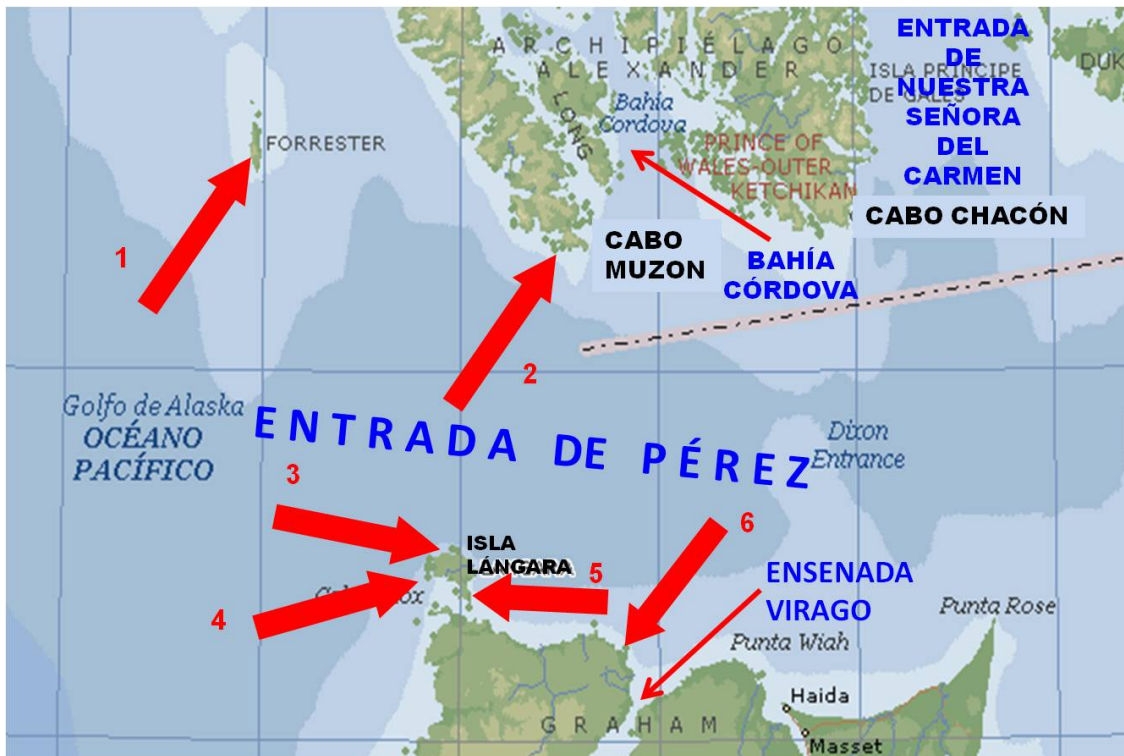 ARCHIPIÉLAGO
ALEXANDER
ENTRADA
DE
NUESTRA
SEÑORA
DEL
CARMEN
ISLA PRINCIPE
DE GALES
DUK
Bahía
Cordova
LONG
FORRESTER
PRINCE OF
WALES-OUTER
KETCHIKAN
CABO CHACÓN
CABO
MUZON
BAHÍA
CÓRDOVA
1
2
Golfo de Alaska
OCÉANO
PACÍFICO
ENTRADA DE PÉREZ
Dixon
Entrance
3
6
ISLA
LÁNGARA
5
4
ENSENADA
VIRAGO
Punta Rose
Punta Wiah
GRAHAM
Haida
Masset